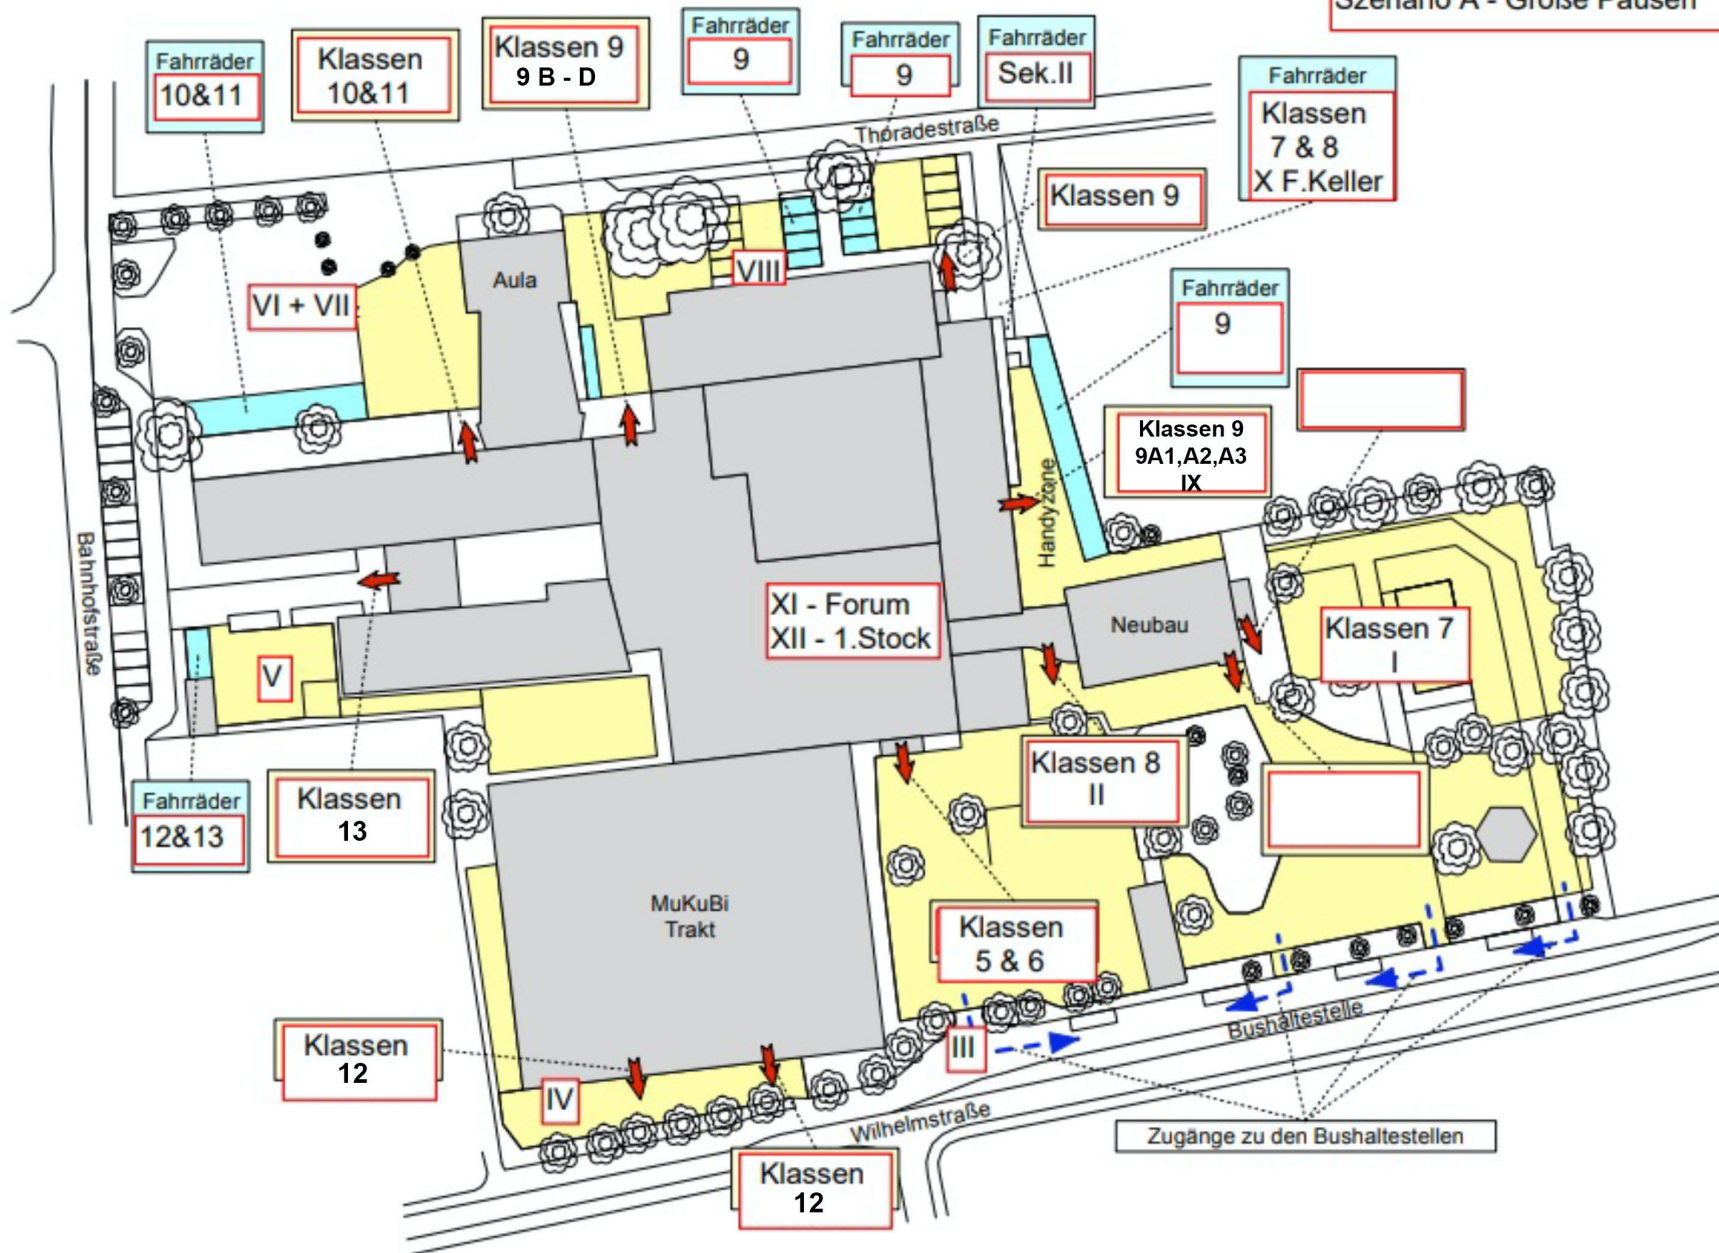 Szenario A - Große Pausen
Fahrräder
10&11
Klassen
10&11
Klassen 9
9 B - D
Fahrräder
9
Fahrräder
9
Fahrräder
Sek.II
Fahrräder
Klassen
7 & 8
X F.Keller
Thoradestraße
Klassen 9
VI + VII
Aula
VIII
Fahrräder
9
Klassen 9
9A1,A2,A3
IX
Handyzone
Bahnhofstraße
XI - Forum
XII - 1.Stock
Neubau
Klassen 7
I
V
Klassen 8
II
Fahrräder
12&13
Klassen
13
MuKuBi
Trakt
Klassen
5 & 6
Klassen
12
IV
III
Bushaltestelle
Wilhelmstraße
Zugänge zu den Bushaltestellen
Klassen
12